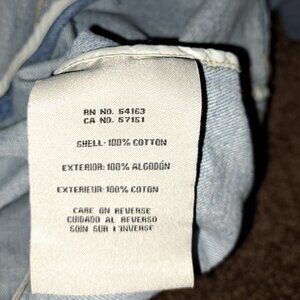 RN NO. 54163
CA NO. 57151
SHELL: 100% COTTON
EXTERIOR: 100% ALGODÓN
EXTERIEUR: 100% COTON
CARE ON REVERSE
CUIDADO AL REVERSO
SOIN SUR L'INVERSE